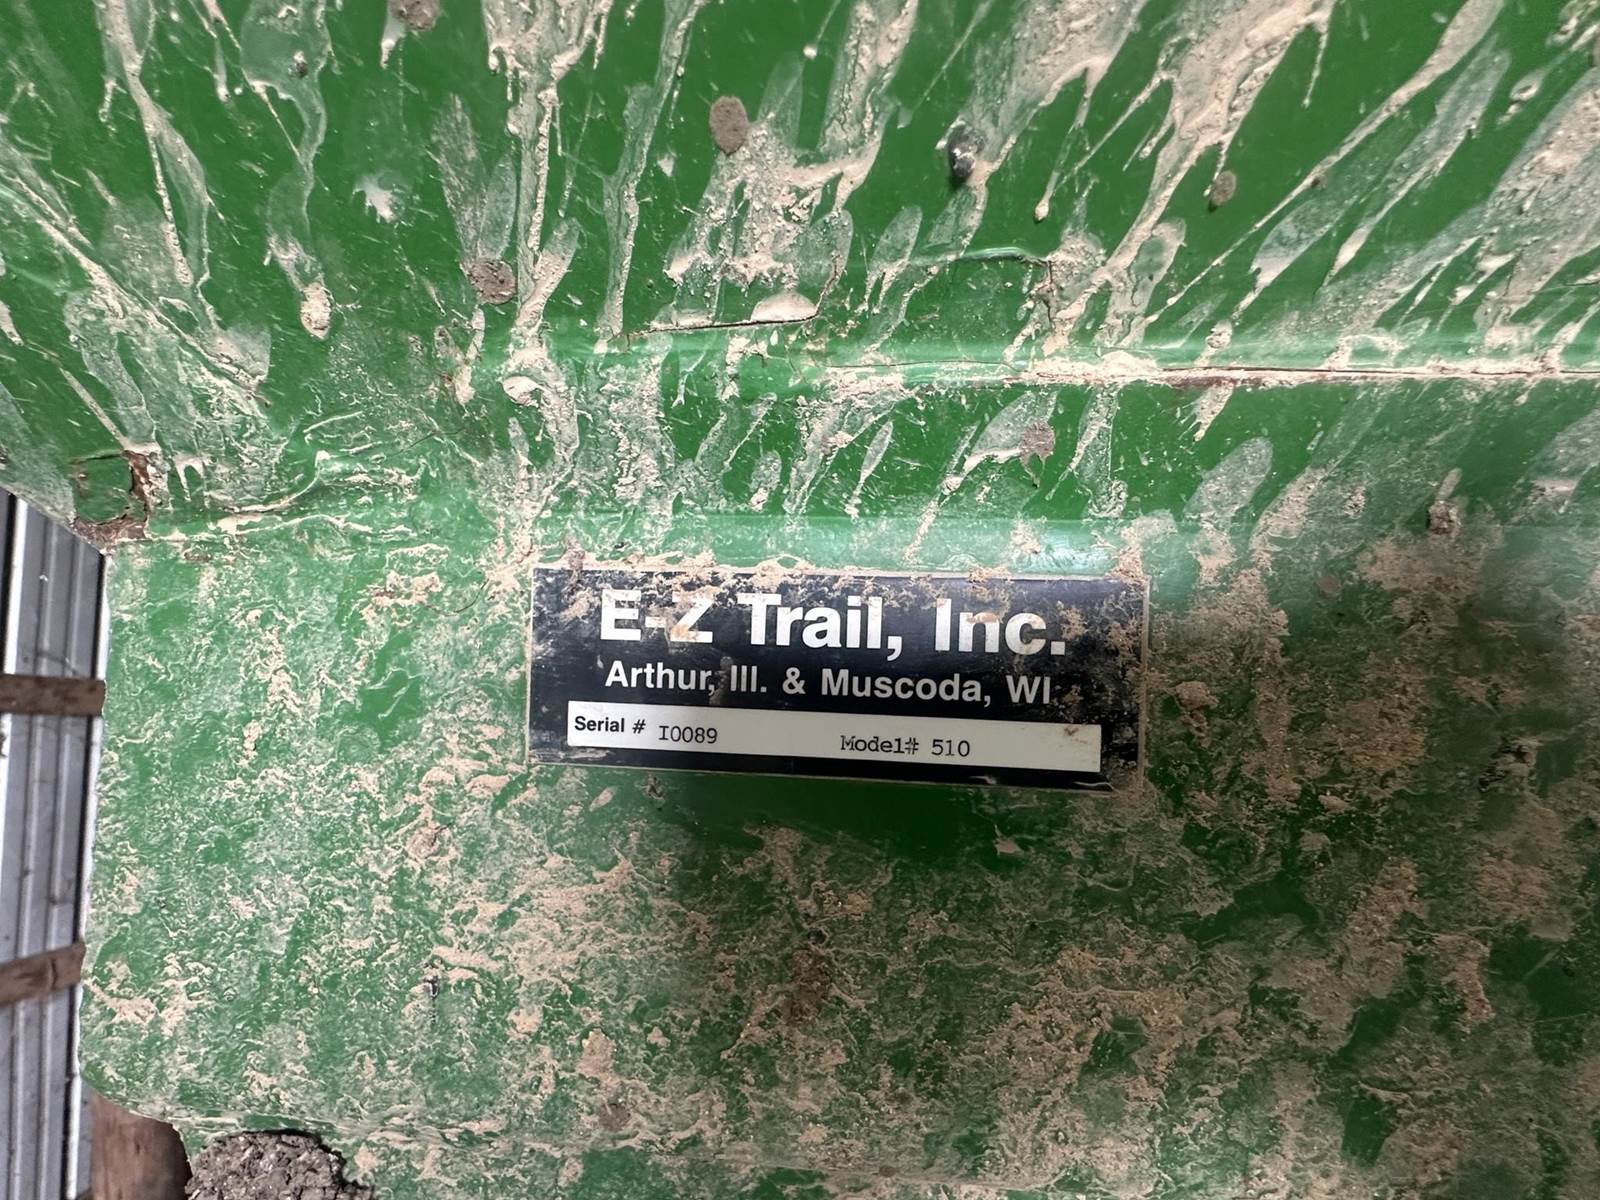 E-Z Trail, Inc.
Arthur, Ill. & Muscoda, WI
Serial # I0089 Model# 510